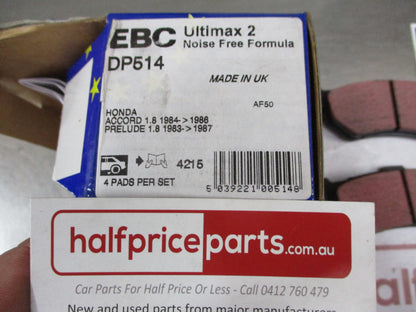 EBC Ultimax 2
Noise Free Formula
DP514
MADE IN UK
AF50
HONDA
ACCORD 1.8 1984->1986
PRELUDE 1.8 1983->1987
4215
4 PADS PER SET
5 039221 005148
halfpriceparts.com.au
Car Parts For Half Price Or Less - Call 0412 760 479
New and used parts from major manufacturers